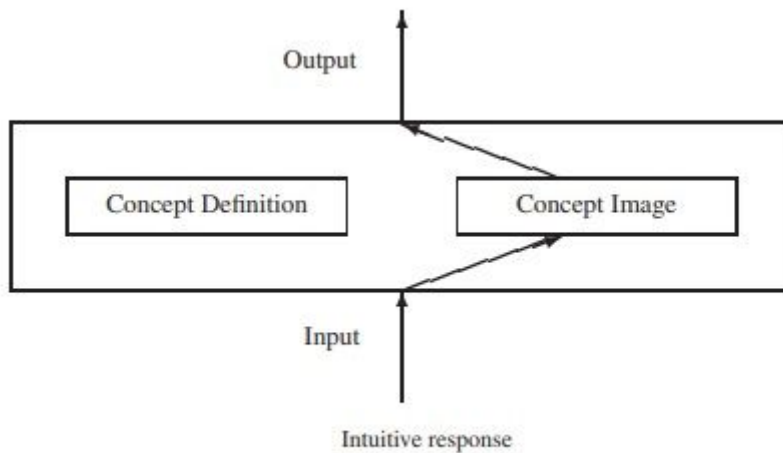 Output
Concept Definition
Concept Image
Input
Intuitive response